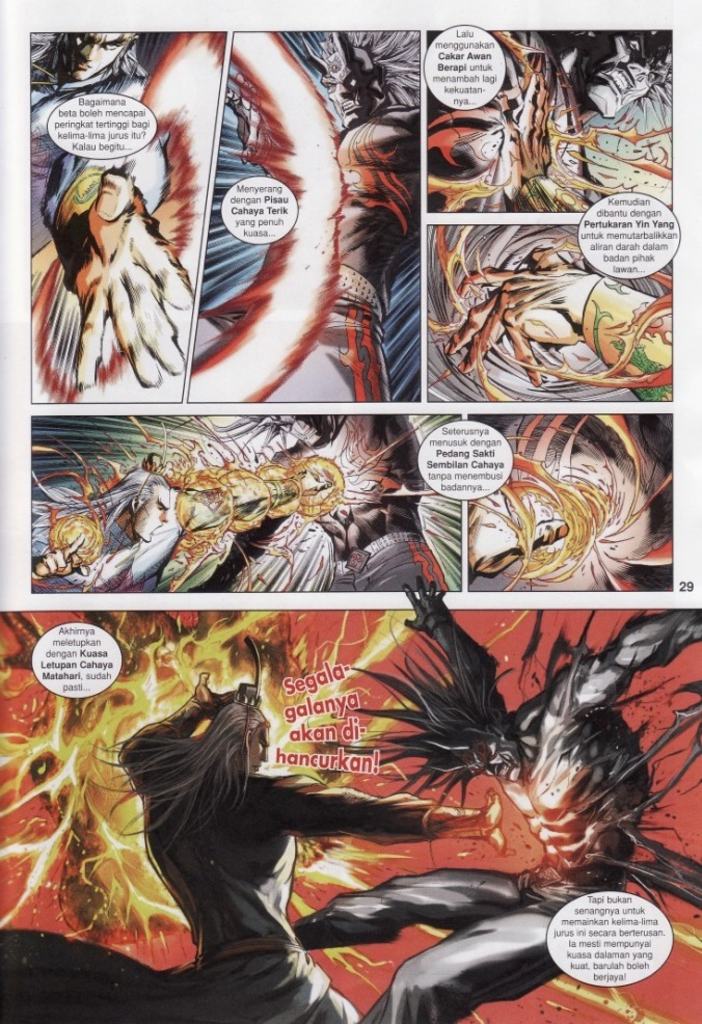 Bagaimana
beta boleh mencapai
peringkat tertinggi bagi
kelima-lima jurus itu?
Kalau begitu...
Menyerang
dengan Pisau
Cahaya Terik
yang penuh
kuasa...
Lalu
menggunakan
Cakar Awan
Berapi untuk
menambah lagi
kekuatan-
nya...
Kemudian
dibantu dengan
Pertukaran Yin Yang
untuk memutarbalikkan
aliran darah dalam
badan pihak
lawan...
Seterusnya
menusuk dengan
Pedang Sakti
Sembilan Cahaya
tanpa menembusi
badannya...
29
Akhirnya
meletupkan
dengan Kuasa
Letupan Cahaya
Matahari, sudah
pasti...
Segala-
galanya
akan di-
hancurkan!
Tapi bukan
senangnya untuk
memainkan kelima-lima
jurus ini secara berterusan.
Ia mesti mempunyai
kuasa dalaman yang
kuat, barulah boleh
berjaya!